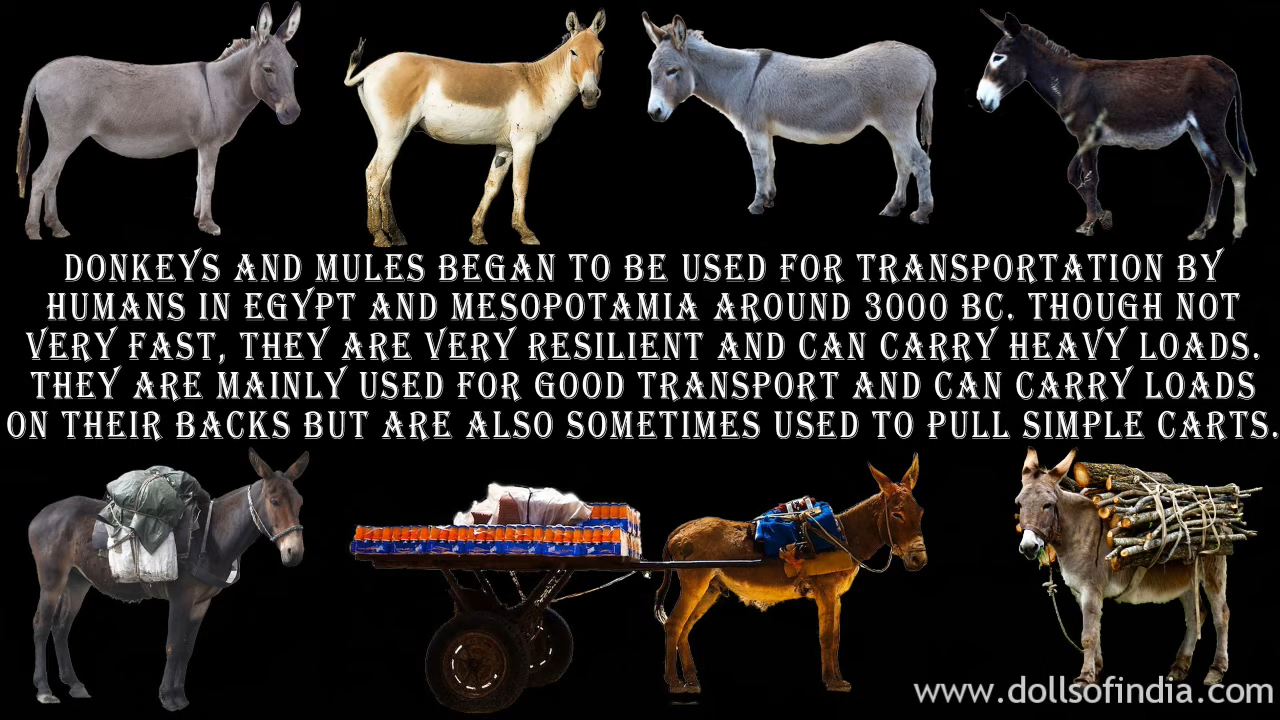 DONKEYS AND MULES BEGAN TO BE USED FOR TRANSPORTATION BY
HUMANS IN EGYPT AND MESOPOTAMIA AROUND 3000 BC. THOUGH NOT
VERY FAST, THEY ARE VERY RESILIENT AND CAN CARRY HEAVY LOADS.
THEY ARE MAINLY USED FOR GOOD TRANSPORT AND CAN CARRY LOADS
ON THEIR BACKS BUT ARE ALSO SOMETIMES USED TO PULL SIMPLE CARTS.
www.dollsofindia.com